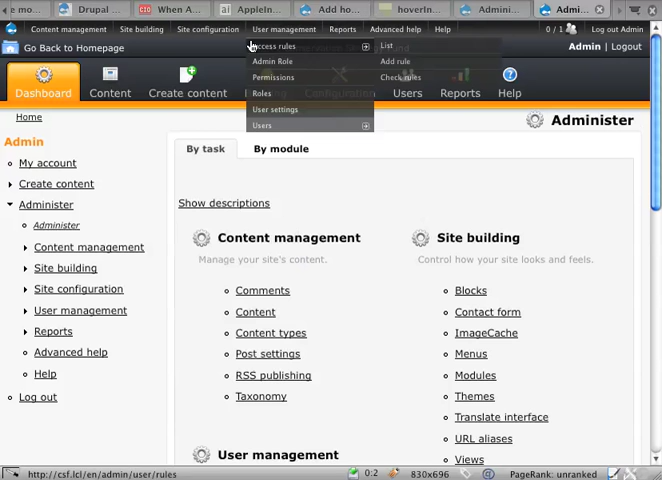 e mo...
Drupal ...
When A...
AppleIn...
Add ho...
hoverIn...
Admini...
Admi...
Content management
Site building
Site configuration
User management
Reports
Advanced help
0 / 1
Log out Admin
Go Back to Homepage
Admin | Logout
Access rules
Admin Role
Permissions
Roles
User settings
Users
List
Add rule
Check rules
Dashboard
Content
Create content
Configuration
Users
Reports
Help
Home
Administer
Admin
My account
Create content
Administer
Administer
Content management
Site building
Site configuration
User management
Reports
Advanced help
Help
Log out
By task
By module
Show descriptions
Content management
Manage your site's content.
Comments
Content
Content types
Post settings
RSS publishing
Taxonomy
User management
Site building
Control how your site looks and feels.
Blocks
Contact form
ImageCache
Menus
Modules
Themes
Translate interface
URL aliases
Views
http://csf.lcl/en/admin/user/rules
0:2
830x696
PageRank: unranked